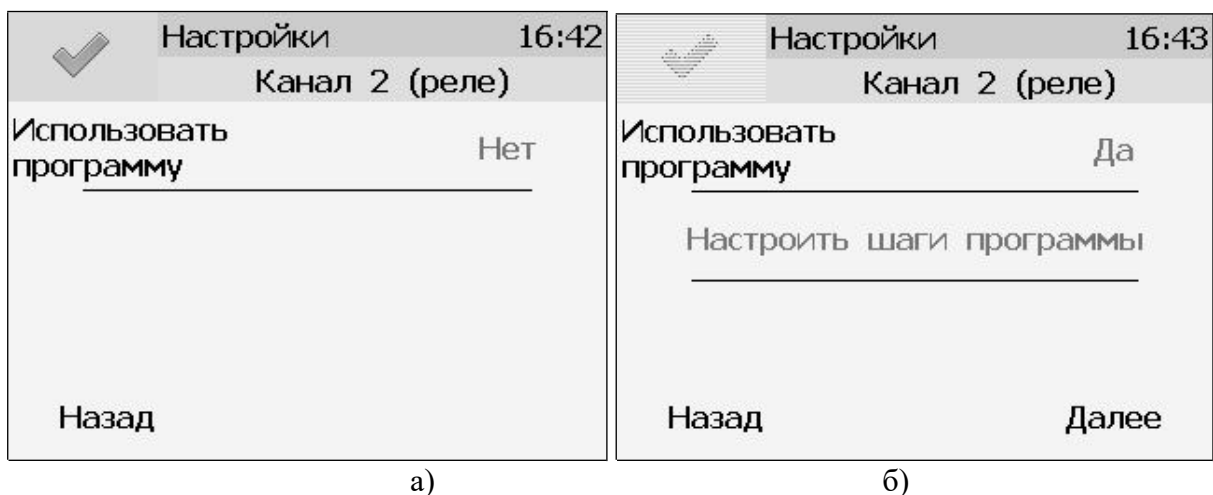 Настройки 16:42
Канал 2 (реле)
Использовать
программу
Нет
Назад
а)
Настройки 16:43
Канал 2 (реле)
Использовать
программу
Да
Настроить шаги программы
Назад Далее
б)